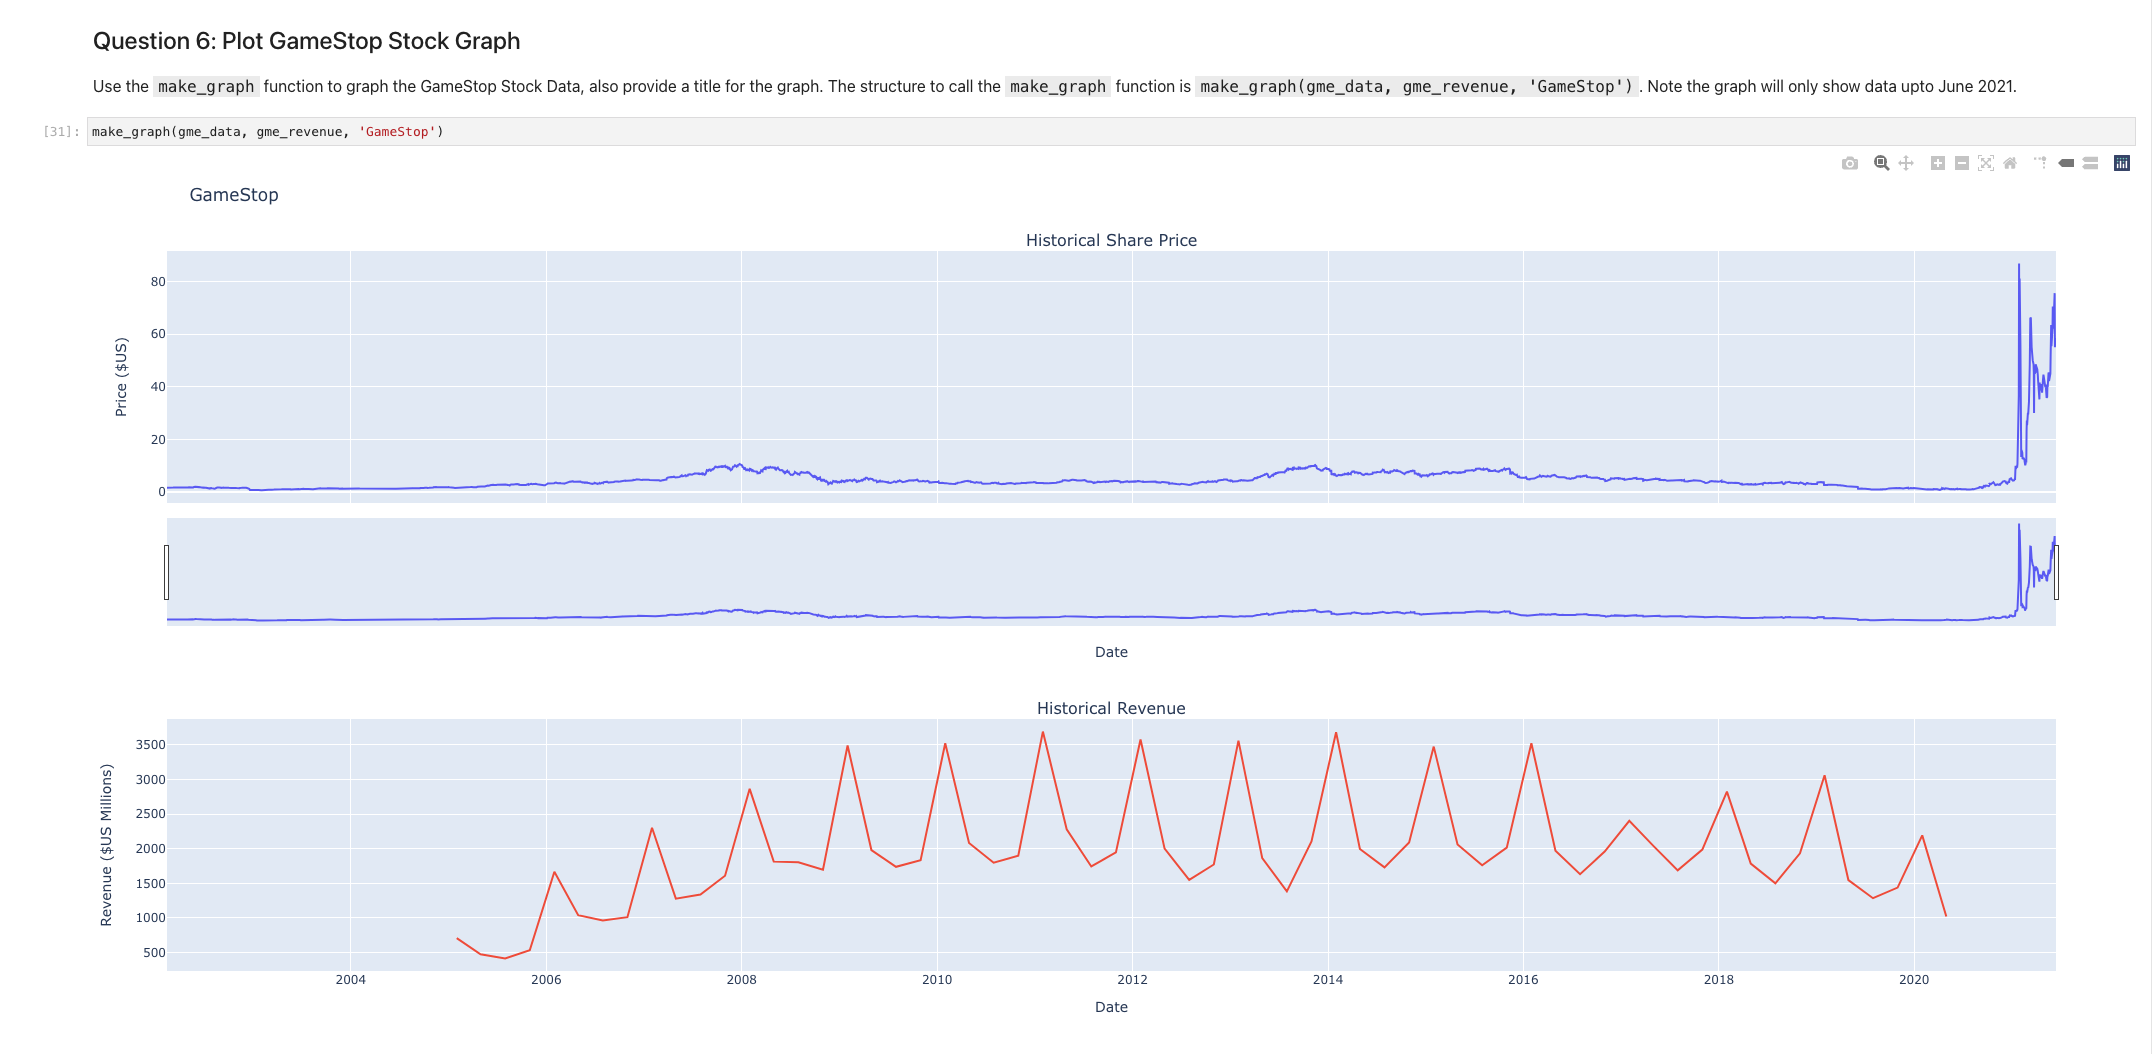 Question 6: Plot GameStop Stock Graph
Use the make_graph function to graph the GameStop Stock Data, also provide a title for the graph. The structure to call the make_graph function is make_graph(gme_data, gme_revenue, 'GameStop') . Note the graph will only show data upto June 2021.
[31]: make_graph(gme_data, gme_revenue, 'GameStop')
GameStop
Historical Share Price
80
60
40
20
0
Price ($US)
Date
Historical Revenue
3500
3000
2500
2000
1500
1000
500
Revenue ($US Millions)
2004 2006 2008 2010 2012 2014 2016 2018 2020
Date